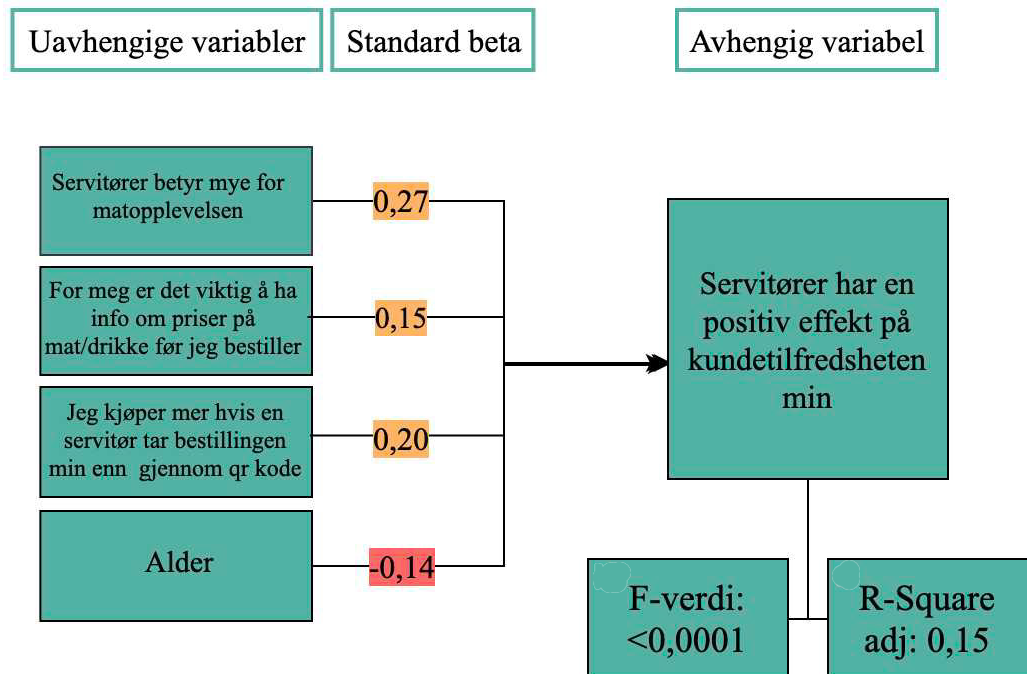 Uavhengige variabler
Standard beta
Avhengig variabel
Servitører betyr mye for
matopplevelsen
0,27
For meg er det viktig å ha
info om priser på
mat/drikke før jeg bestiller
0,15
Jeg kjøper mer hvis en
servitør tar bestillingen
min enn gjennom qr kode
0,20
Alder
-0,14
Servitører har en
positiv effekt på
kundetilfredsheten
min
F-verdi:
<0,0001
R-Square
adj: 0,15